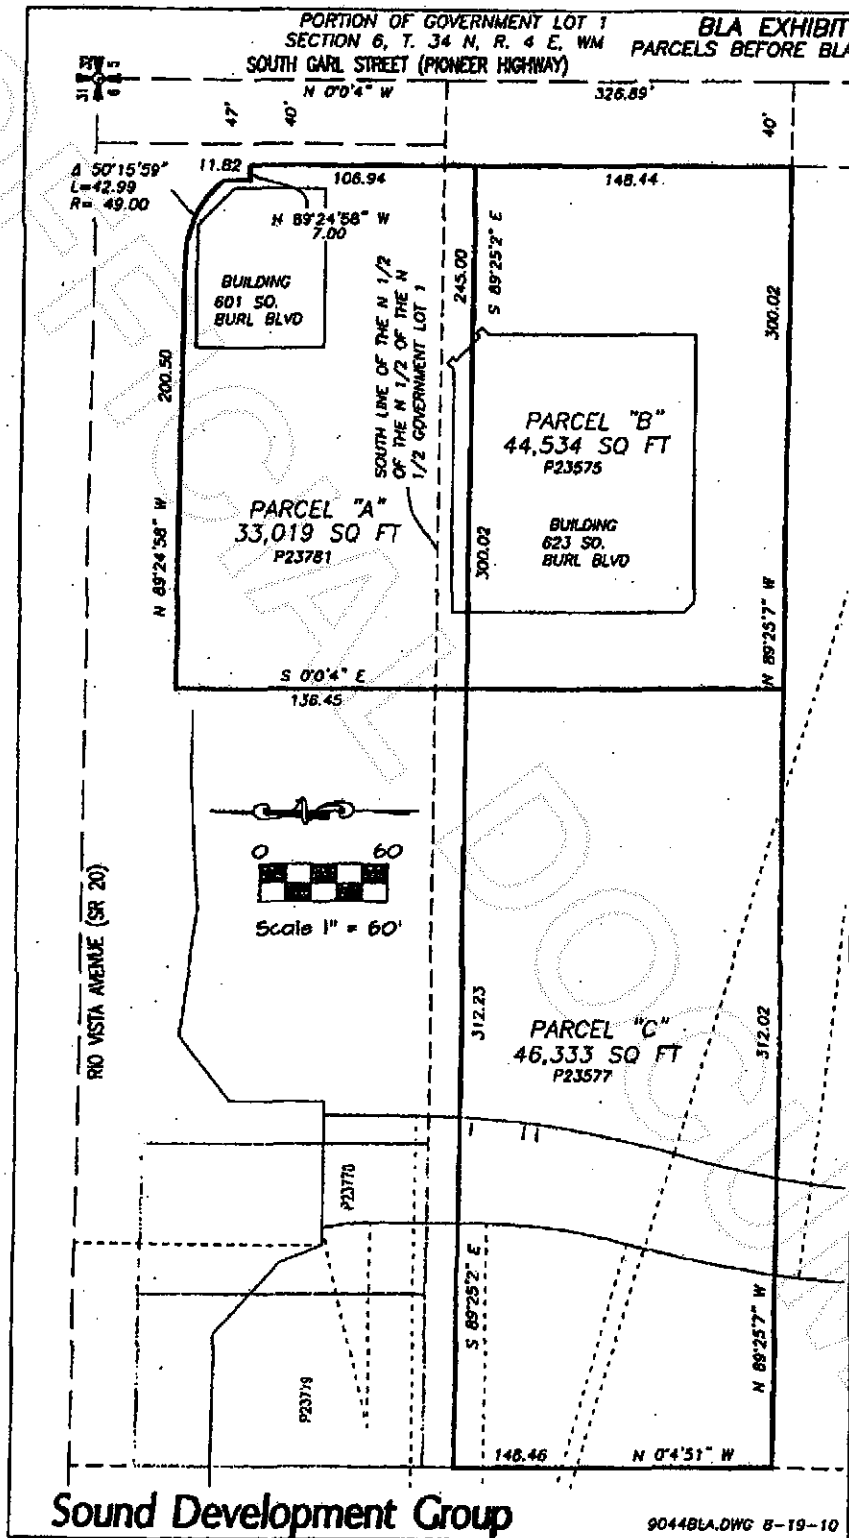 PORTION OF GOVERNMENT LOT 1
SECTION 6, T. 34 N, R. 4 E, WM
BLA EXHIBIT
PARCELS BEFORE BLA
SOUTH GARL STREET (PIONEER HIGHWAY)
31
6
N 0'0'4" W
326.89'
47'
40'
40'
Δ 50'15'59"
L=42.99
R= 49.00
11.82
106.94
148.44
N 89'24'58" W
7.00
BUILDING
601 SO.
BURL BLVD
SOUTH LINE OF THE N 1/2
OF THE N 1/2 OF THE N
1/2 GOVERNMENT LOT 1
245.00
S 89'25'2" E
300.02
200.50
N 89'24'58" W
PARCEL "A"
33,019 SQ FT
P23781
PARCEL "B"
44,534 SQ FT
P23575
BUILDING
623 SO.
BURL BLVD
300.02
N 89'25'7" W
S 0'0'4" E
136.45
0 60
Scale 1" = 60'
RIO VISTA AVENUE (SR 20)
312.23
PARCEL "C"
46,333 SQ FT
P23577
312.02
P23770
S 89'25'2" E
N 89'25'7" W
P23779
148.46
N 0'4'51" W
Sound Development Group
9044BLA.DWG 8-19-10